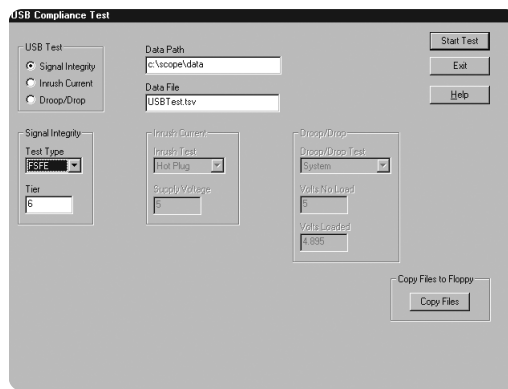 USB Compliance Test
USB Test
Signal Integrity
Inrush Current
Droop/Drop
Data Path
c:\scope\data
Data File
USBTest.tsv
Start Test
Exit
Help
Signal Integrity
Test Type
FSFE
Tier
6
Inrush Current
Inrush Test
Hot Plug
Supply Voltage
5
Droop/Drop
Droop/Drop Test
System
Volts No Load
5
Volts Loaded
4.895
Copy Files to Floppy
Copy Files